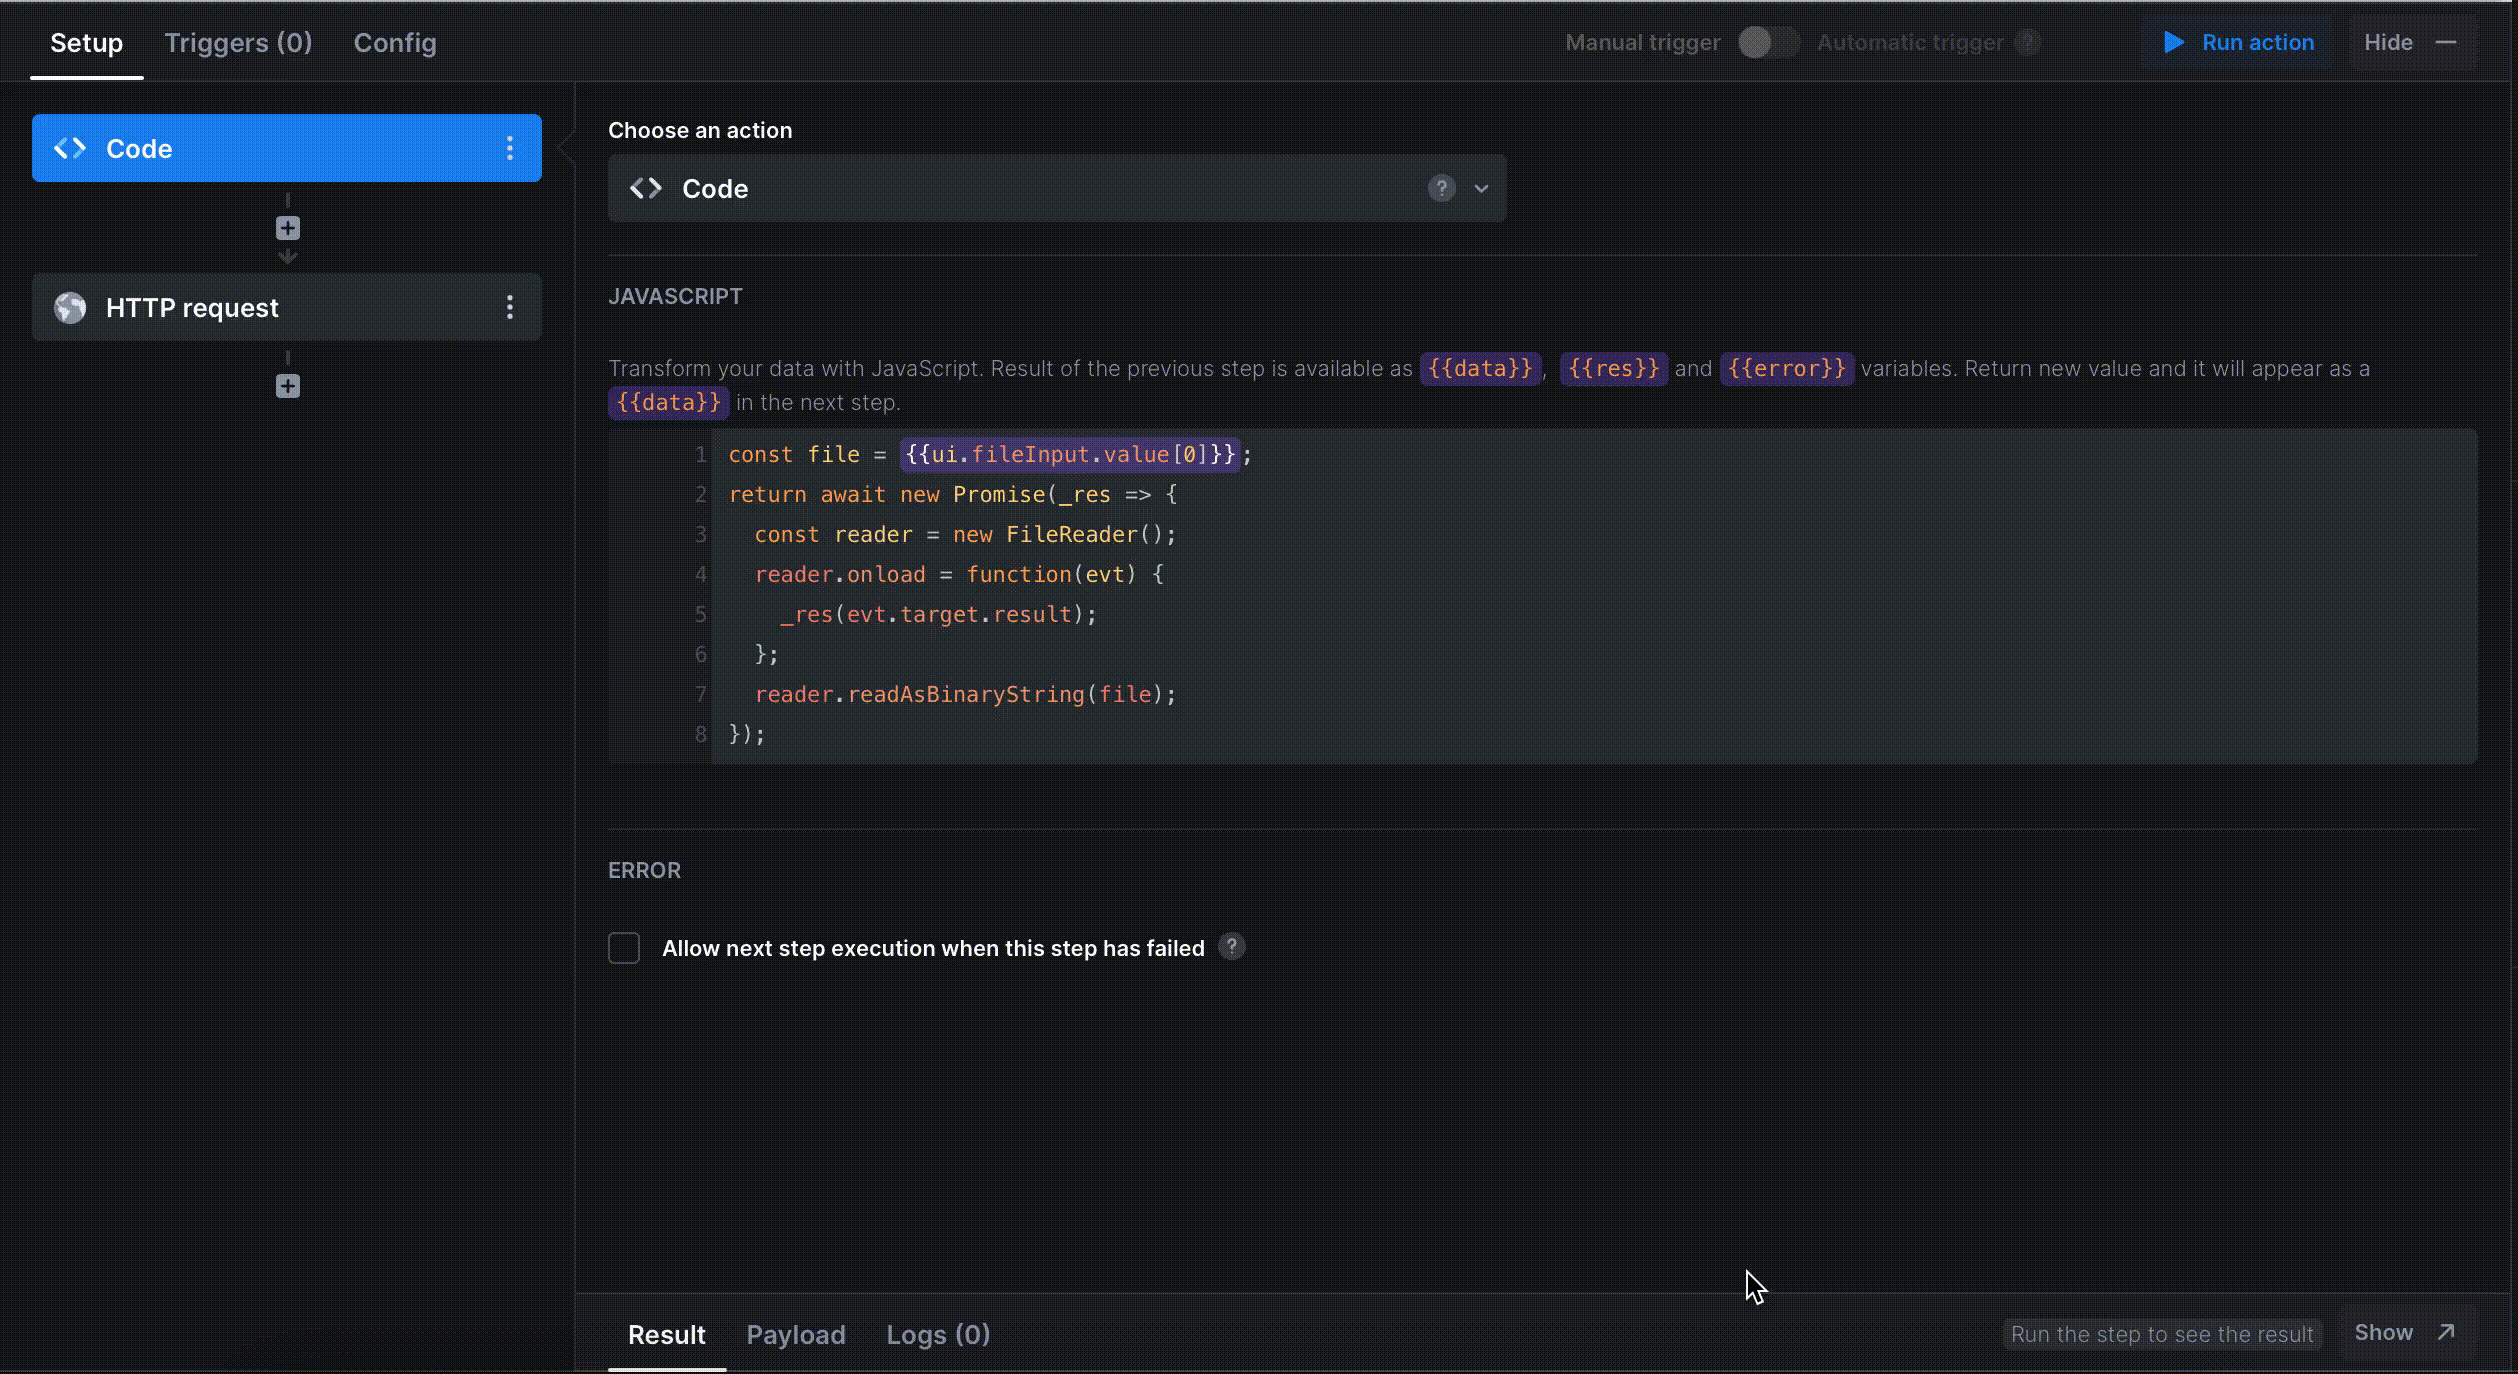 Setup Triggers (0) Config Manual trigger Automatic trigger ? Run action Hide
Code
HTTP request
Choose an action
Code ?
JAVASCRIPT
Transform your data with JavaScript. Result of the previous step is available as {{data}}, {{res}} and {{error}} variables. Return new value and it will appear as a
{{data}} in the next step.
1 const file = {{ui.fileInput.value[0]}};
2 return await new Promise(_res => {
3 const reader = new FileReader();
4 reader.onload = function(evt) {
5 _res(evt.target.result);
6 };
7 reader.readAsBinaryString(file);
8 });
ERROR
Allow next step execution when this step has failed ?
Result Payload Logs (0) Run the step to see the result Show